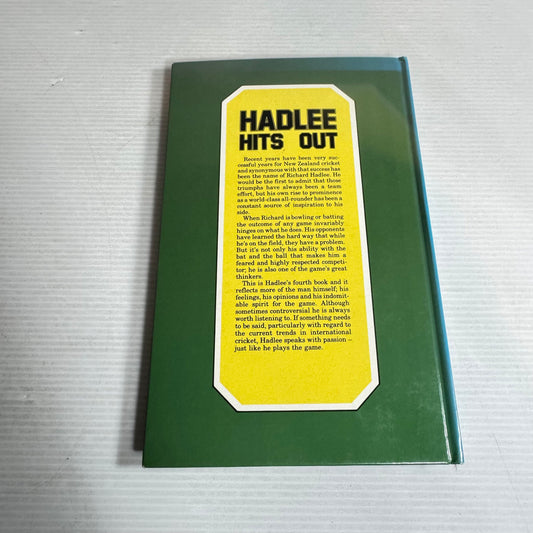 HADLEE
HITS OUT
Recent years have been very suc-
cessful years for New Zealand cricket
and synonymous with that success has
been the name of Richard Hadlee. He
would be the first to admit that those
triumphs have always been a team
effort, but his own rise to prominence
as a world-class all-rounder has been a
constant source of inspiration to his
side.
When Richard is bowling or batting
the outcome of any game invariably
hinges on what he does. His opponents
have learned the hard way that while
he's on the field, they have a problem.
But it's not only his ability with the
bat and the ball that makes him a
feared and highly respected competi-
tor; he is also one of the game's great
thinkers.
This is Hadlee's fourth book and it
reflects more of the man himself; his
feelings, his opinions and his indomit-
able spirit for the game. Although
sometimes controversial he is always
worth listening to. If something needs
to be said, particularly with regard to
the current trends in international
cricket, Hadlee speaks with passion –
just like he plays the game.